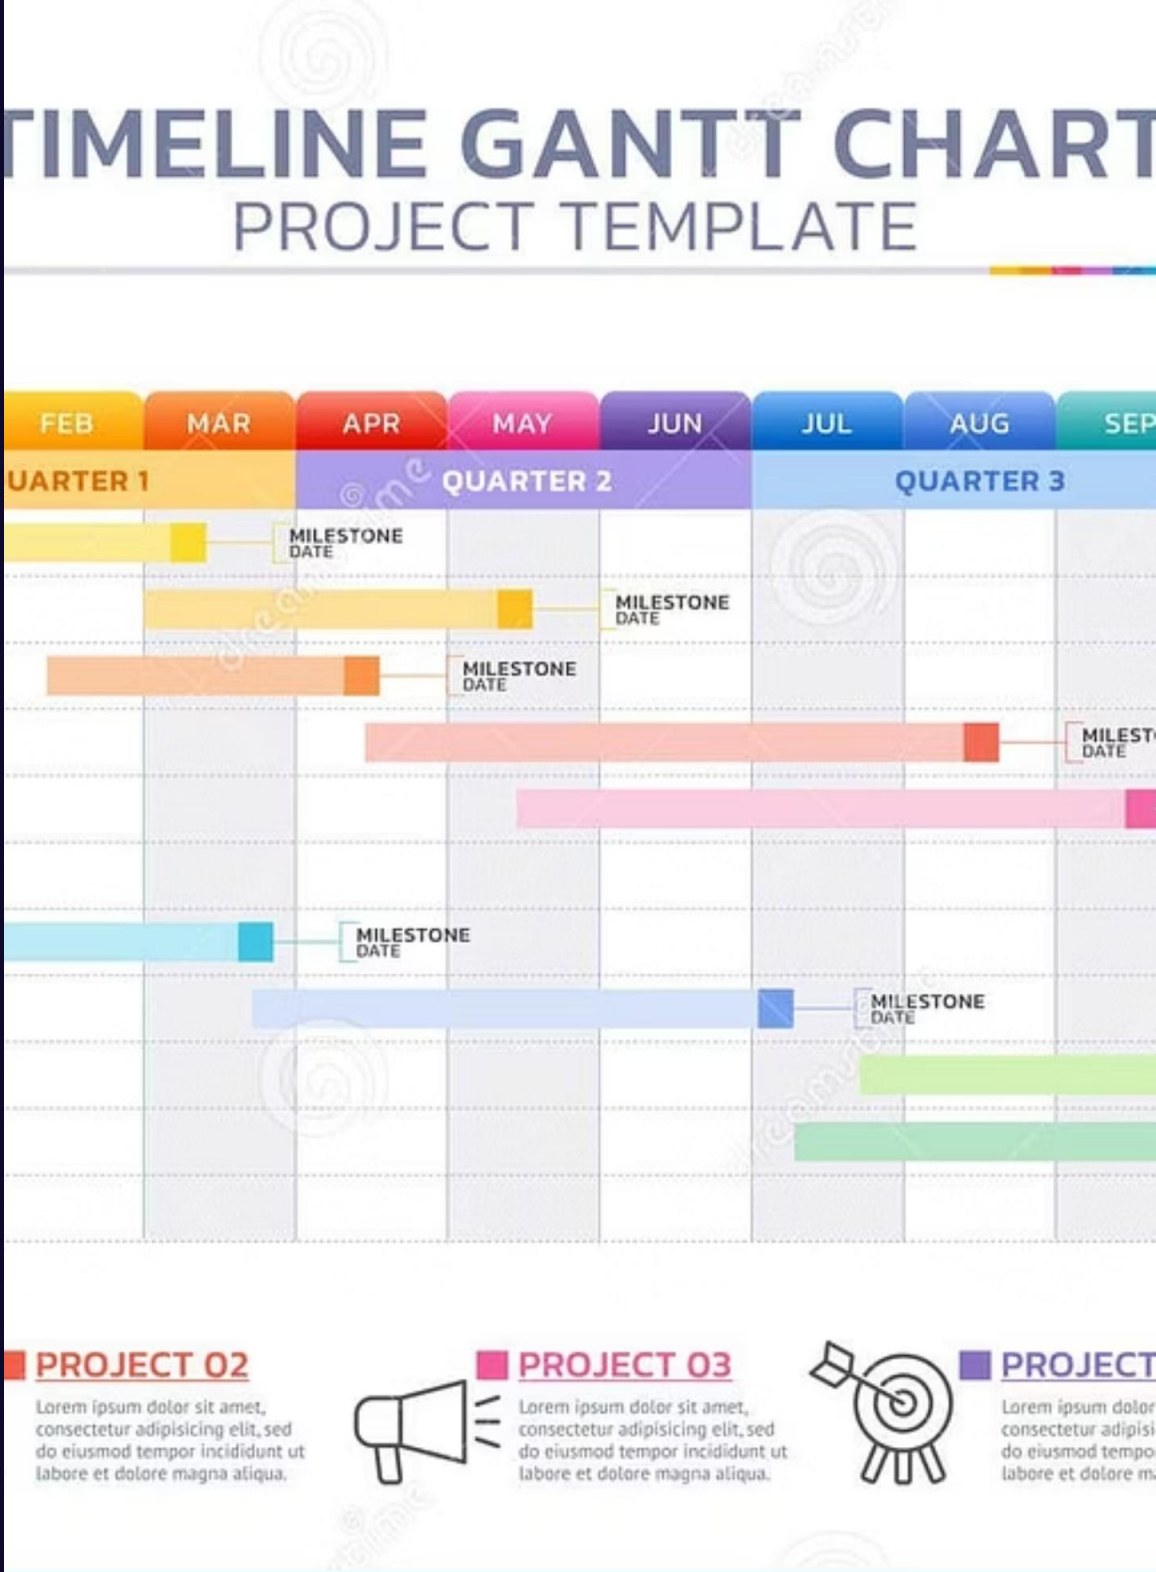 TIMELINE GANTT CHART
PROJECT TEMPLATE
FEB MAR APR MAY JUN JUL AUG SEP
UARTER 1 QUARTER 2 QUARTER 3
MILESTONE
DATE
MILESTONE
DATE
MILESTONE
DATE
MILEST
DATE
MILESTONE
DATE
MILESTONE
DATE
PROJECT 02
Lorem ipsum dolor sit amet,
consectetur adipisicing elit, sed
do eiusmod tempor incididunt ut
labore et dolore magna aliqua.
PROJECT 03
Lorem ipsum dolor sit amet,
consectetur adipisicing elit, sed
do eiusmod tempor incididunt ut
labore et dolore magna aliqua.
PROJECT
Lorem ipsum dolor
consectetur adipisi
do eiusmod tempo
labore et dolore m